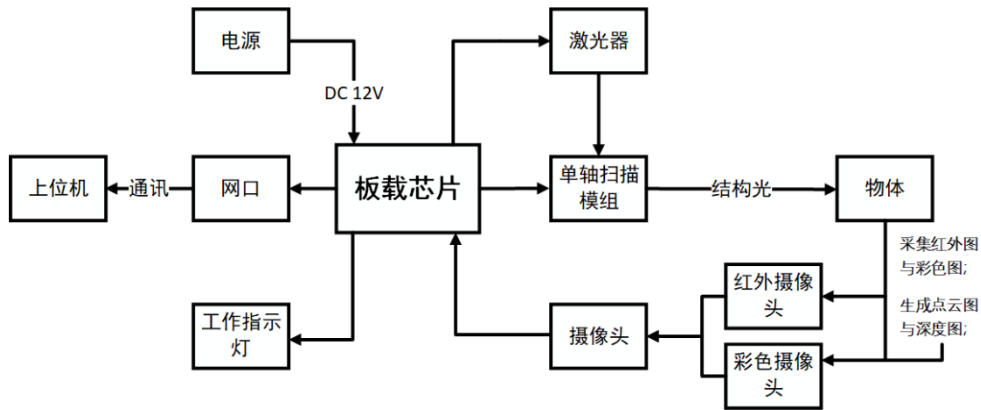 电源
激光器
DC 12V
上位机
通讯
网口
板载芯片
单轴扫描
模组
结构光
物体
采集红外图
与彩色图;
生成点云图
与深度图;
红外摄像
头
工作指示
灯
摄像头
彩色摄像
头